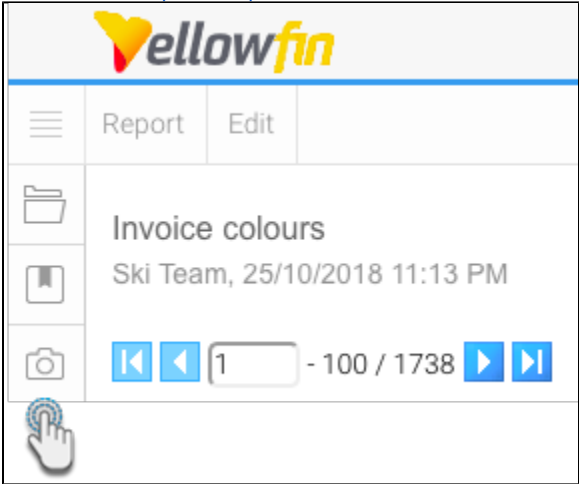 Yellowfin
Report Edit
Invoice colours
Ski Team, 25/10/2018 11:13 PM
1 - 100 / 1738